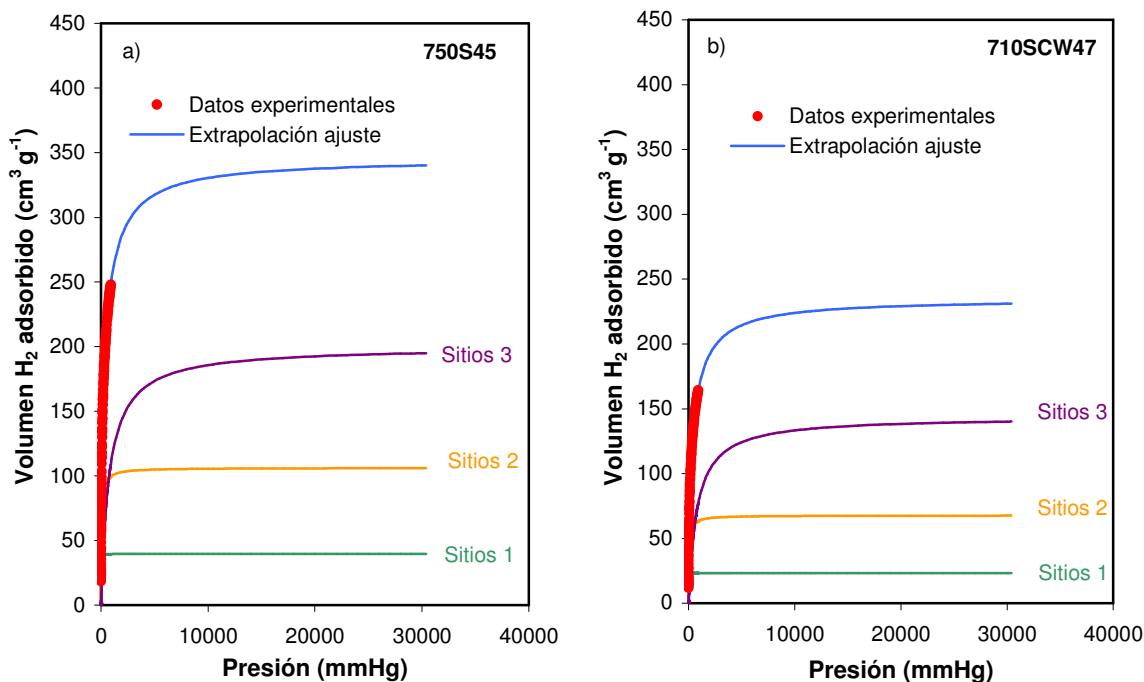 a)
750S45
Datos experimentales
Extrapolación ajuste
Sitios 3
Sitios 2
Sitios 1
450
400
350
300
250
200
150
100
50
0
0 10000 20000 30000 40000
Volumen H₂ adsorbido (cm³ g⁻¹)
Presión (mmHg)
b)
710SCW47
Datos experimentales
Extrapolación ajuste
Sitios 3
Sitios 2
Sitios 1
450
400
350
300
250
200
150
100
50
0
0 10000 20000 30000 40000
Volumen H₂ adsorbido (cm³ g⁻¹)
Presión (mmHg)